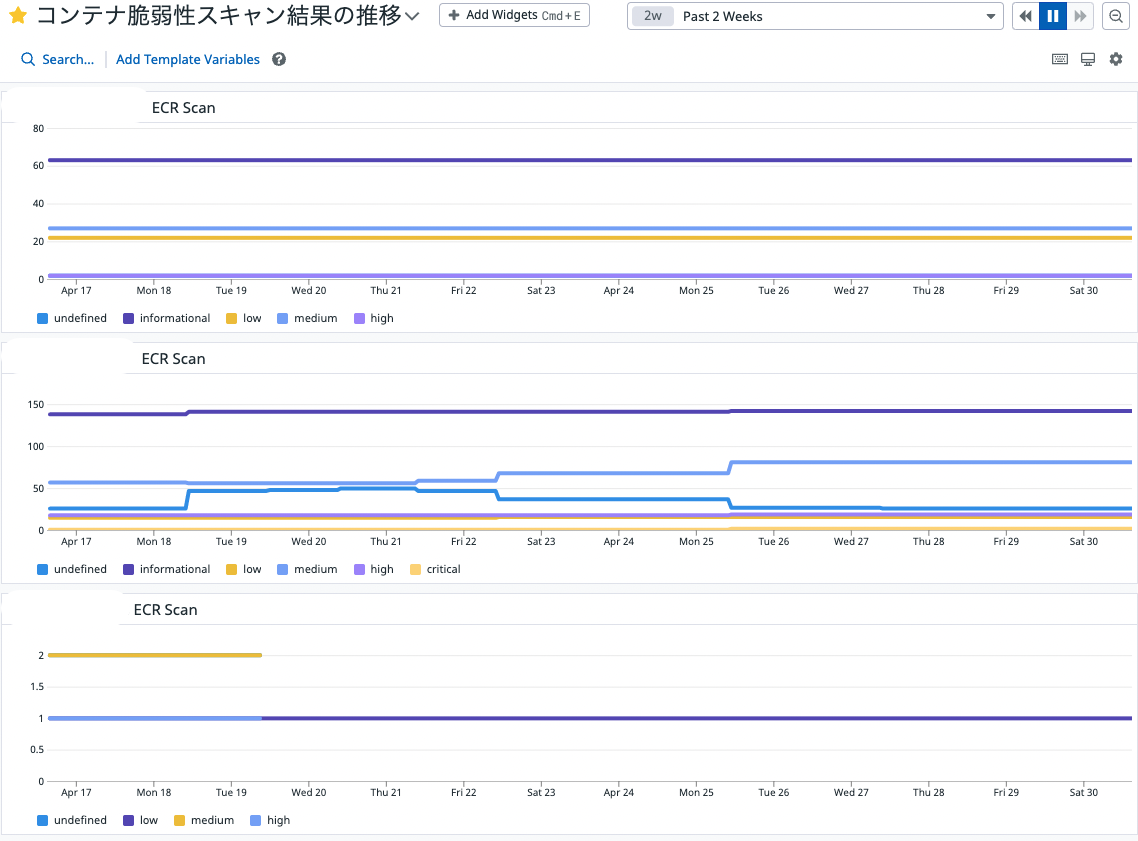 コンテナ脆弱性スキャン結果の推移 Add Widgets Cmd+E 2w Past 2 Weeks
Search... Add Template Variables ?
ECR Scan
80
60
40
20
0
Apr 17 Mon 18 Tue 19 Wed 20 Thu 21 Fri 22 Sat 23 Apr 24 Mon 25 Tue 26 Wed 27 Thu 28 Fri 29 Sat 30
undefined informational low medium high
ECR Scan
150
100
50
0
Apr 17 Mon 18 Tue 19 Wed 20 Thu 21 Fri 22 Sat 23 Apr 24 Mon 25 Tue 26 Wed 27 Thu 28 Fri 29 Sat 30
undefined informational low medium high critical
ECR Scan
2
1.5
1
0.5
0
Apr 17 Mon 18 Tue 19 Wed 20 Thu 21 Fri 22 Sat 23 Apr 24 Mon 25 Tue 26 Wed 27 Thu 28 Fri 29 Sat 30
undefined low medium high